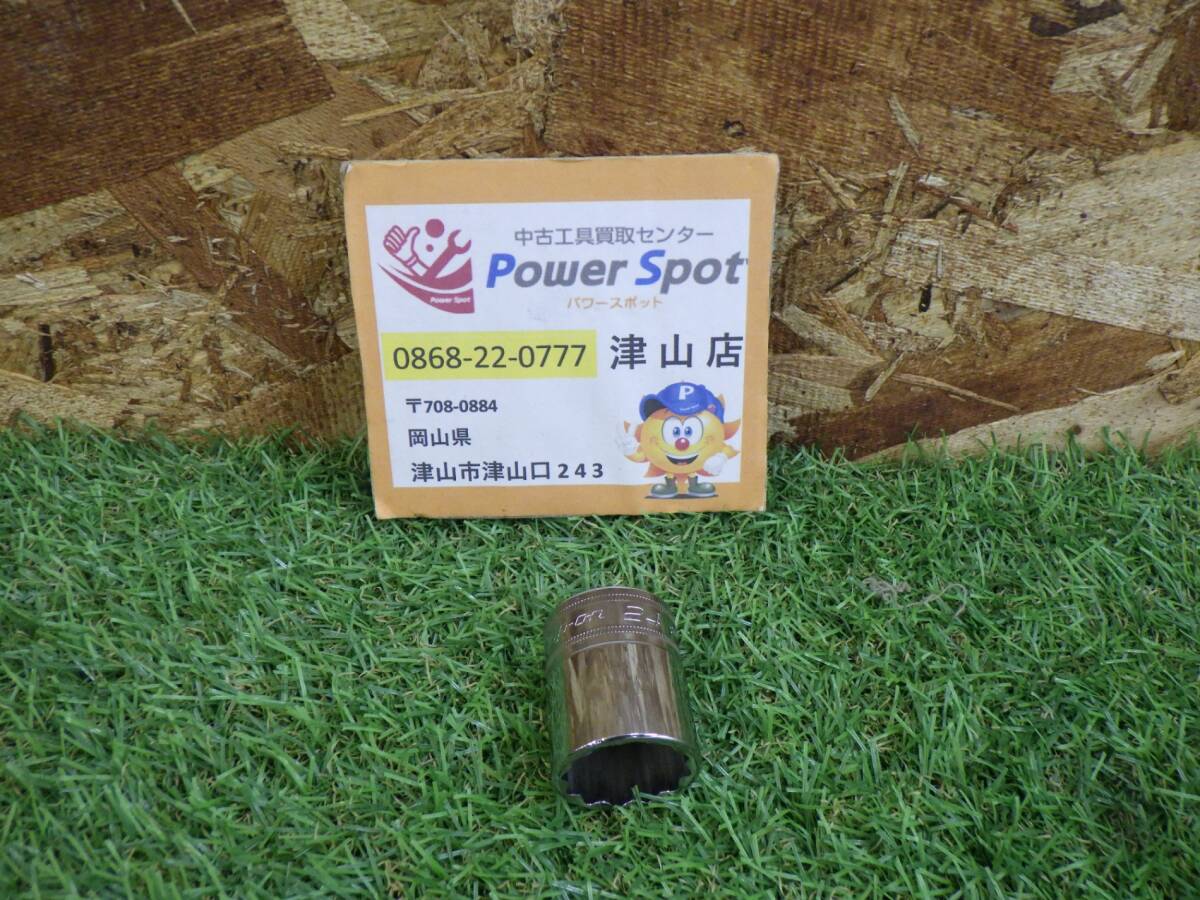 中古工具買取センター
Power Spot
パワースポット
Power Spot
0868-22-0777 津山店
〒708-0884
岡山県
津山市津山口243
P